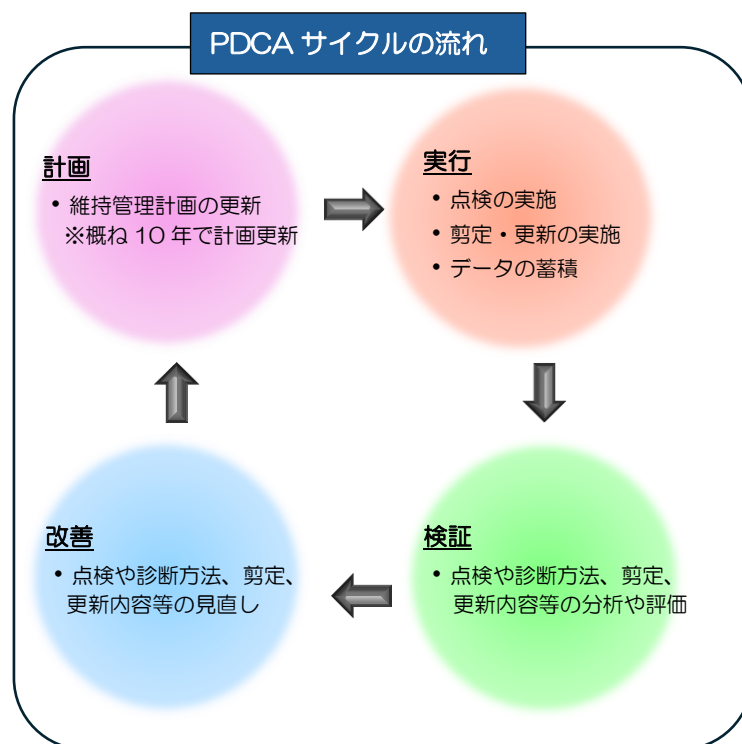 PDCA サイクルの流れ
計画
• 維持管理計画の更新
※概ね 10 年で計画更新
実行
• 点検の実施
• 剪定・更新の実施
• データの蓄積
改善
• 点検や診断方法、剪定、
更新内容等の見直し
検証
• 点検や診断方法、剪定、
更新内容等の分析や評価